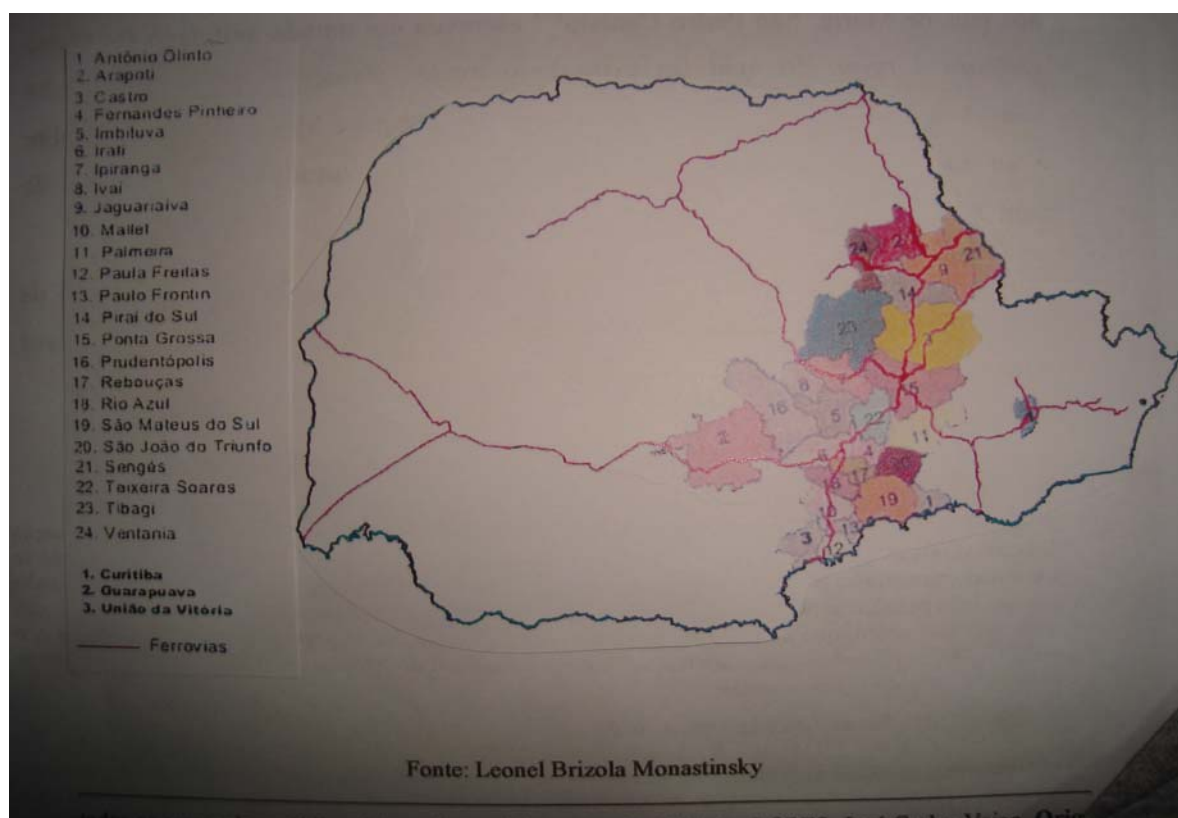 1 Antônio Olinto
2. Arapoti
3. Castro
4. Fernandes Pinheiro
5. Imbituva
6. Irati
7. Ipiranga
8. Ivaí
9. Jaguariaíva
10. Mallet
11. Palmeira
12. Paula Freitas
13. Paulo Frontin
14. Piraí do Sul
15. Ponta Grossa
16. Prudentópolis
17. Rebouças
18. Rio Azul
19. São Mateus do Sul
20. São João do Triunfo
21. Sengés
22. Teixeira Soares
23. Tibagi
24. Ventania
1. Curitiba
2. Guarapuava
3. União da Vitória
Ferrovias
24
2
21
9
14
23
3
8
16
5
22
15
11
2
6
4
17
18
20
19
1
10
13
3
12
Fonte: Leonel Brizola Monastinsky